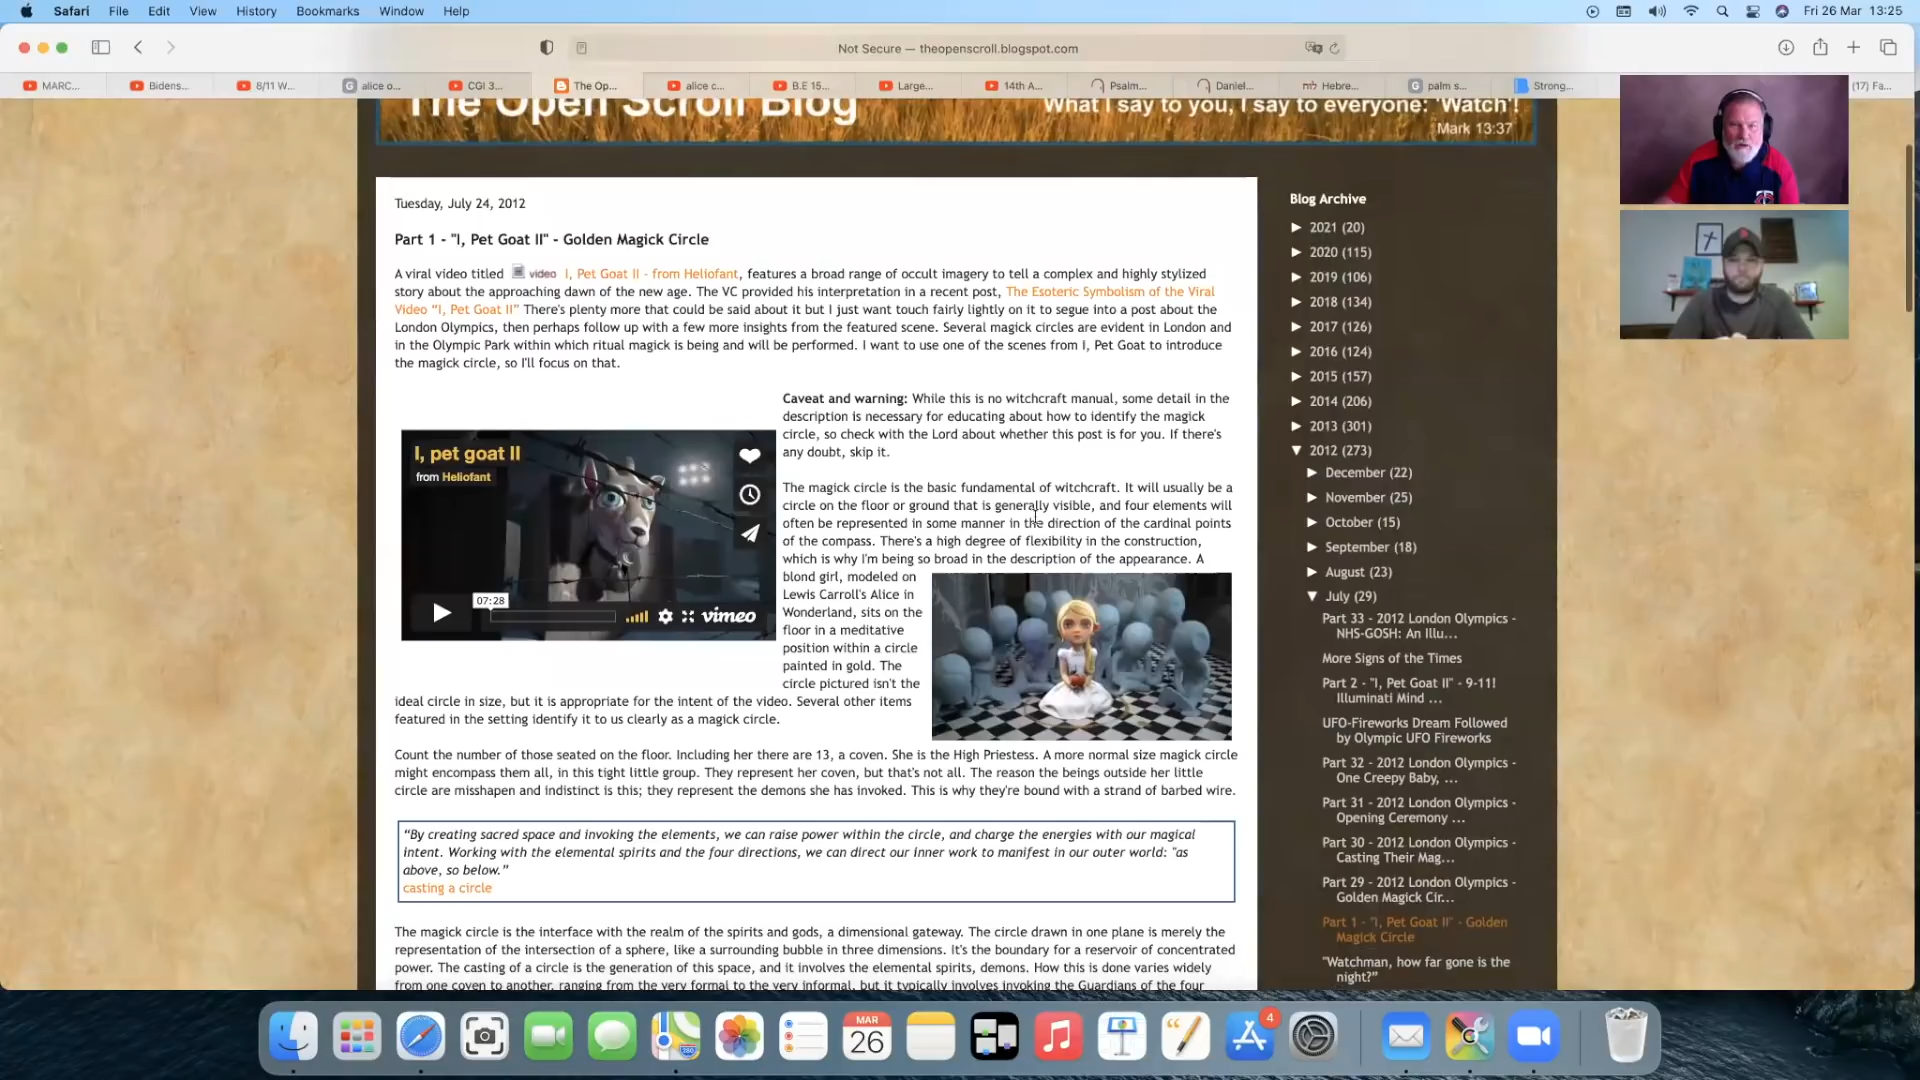 Safari File Edit View History Bookmarks Window Help Fri 26 Mar 13:25
Not Secure — theopenscroll.blogspot.com
MARC... Bidens... 8/11 W... alice o... CGI 3... The Op... alice c... B.E 15... Large... 14th A... Psalm... Daniel... Hebre... palm s... Strong... (17) Fa...
The Open Scroll Blog
What I say to you, I say to everyone: 'Watch'!
Mark 13:37
Tuesday, July 24, 2012
Part 1 - "I, Pet Goat II" - Golden Magick Circle
A viral video titled video I, Pet Goat II - from Heliofant, features a broad range of occult imagery to tell a complex and highly stylized
story about the approaching dawn of the new age. The VC provided his interpretation in a recent post, The Esoteric Symbolism of the Viral
Video “I, Pet Goat II” There's plenty more that could be said about it but I just want touch fairly lightly on it to segue into a post about the
London Olympics, then perhaps follow up with a few more insights from the featured scene. Several magick circles are evident in London and
in the Olympic Park within which ritual magick is being and will be performed. I want to use one of the scenes from I, Pet Goat to introduce
the magick circle, so I'll focus on that.
I, pet goat II
from Heliofant
07:28
vimeo
Caveat and warning: While this is no witchcraft manual, some detail in the
description is necessary for educating about how to identify the magick
circle, so check with the Lord about whether this post is for you. If there's
any doubt, skip it.
The magick circle is the basic fundamental of witchcraft. It will usually be a
circle on the floor or ground that is generally visible, and four elements will
often be represented in some manner in the direction of the cardinal points
of the compass. There's a high degree of flexibility in the construction,
which is why I'm being so broad in the description of the appearance. A
blond girl, modeled on
Lewis Carroll's Alice in
Wonderland, sits on the
floor in a meditative
position within a circle
painted in gold. The
circle pictured isn't the
ideal circle in size, but it is appropriate for the intent of the video. Several other items
featured in the setting identify it to us clearly as a magick circle.
Count the number of those seated on the floor. Including her there are 13, a coven. She is the High Priestess. A more normal size magick circle
might encompass them all, in this tight little group. They represent her coven, but that's not all. The reason the beings outside her little
circle are misshapen and indistinct is this; they represent the demons she has invoked. This is why they're bound with a strand of barbed wire.
“By creating sacred space and invoking the elements, we can raise power within the circle, and charge the energies with our magical
intent. Working with the elemental spirits and the four directions, we can direct our inner work to manifest in our outer world: "as
above, so below.”
casting a circle
The magick circle is the interface with the realm of the spirits and gods, a dimensional gateway. The circle drawn in one plane is merely the
representation of the intersection of a sphere, like a surrounding bubble in three dimensions. It's the boundary for a reservoir of concentrated
power. The casting of a circle is the generation of this space, and it involves the elemental spirits, demons. How this is done varies widely
from one coven to another, ranging from the very formal to the very informal, but it typically involves invoking the Guardians of the four
Blog Archive
► 2021 (20)
► 2020 (115)
► 2019 (106)
► 2018 (134)
► 2017 (126)
► 2016 (124)
► 2015 (157)
► 2014 (206)
► 2013 (301)
▼ 2012 (273)
► December (22)
► November (25)
► October (15)
► September (18)
► August (23)
▼ July (29)
Part 33 - 2012 London Olympics -
NHS-GOSH: An Illu...
More Signs of the Times
Part 2 - "I, Pet Goat II" - 9-11!
Illuminati Mind ...
UFO-Fireworks Dream Followed
by Olympic UFO Fireworks
Part 32 - 2012 London Olympics -
One Creepy Baby, ...
Part 31 - 2012 London Olympics -
Opening Ceremony ...
Part 30 - 2012 London Olympics -
Casting Their Mag...
Part 29 - 2012 London Olympics -
Golden Magick Cir...
Part 1 - "I, Pet Goat II" - Golden
Magick Circle
"Watchman, how far gone is the
night?”
MAR
26
4